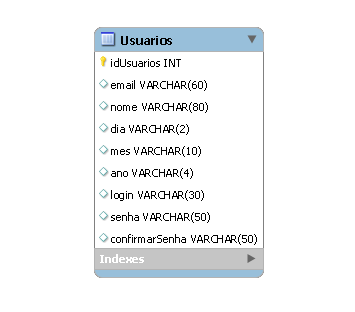 Usuarios
idUsuarios INT
email VARCHAR(60)
nome VARCHAR(80)
dia VARCHAR(2)
mes VARCHAR(10)
ano VARCHAR(4)
login VARCHAR(30)
senha VARCHAR(50)
confirmarSenha VARCHAR(50)
Indexes